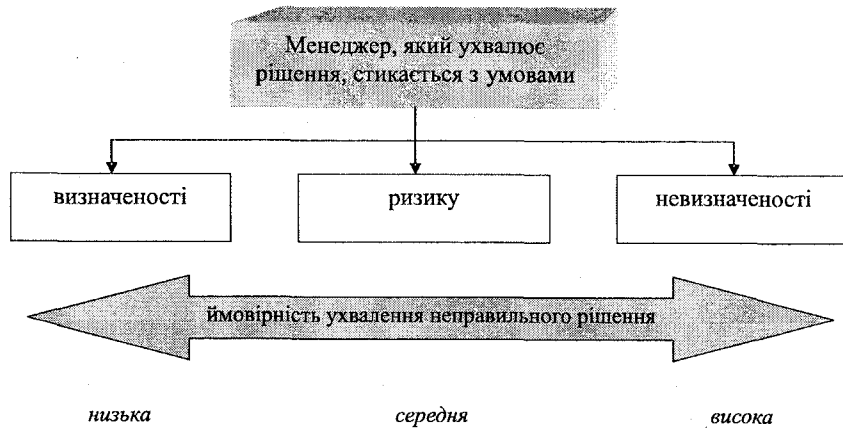 Менеджер, який ухвалює
рішення, стикається з умовами
визначеності
ризику
невизначеності
ймовірність ухвалення неправильного рішення
низька
середня
висока